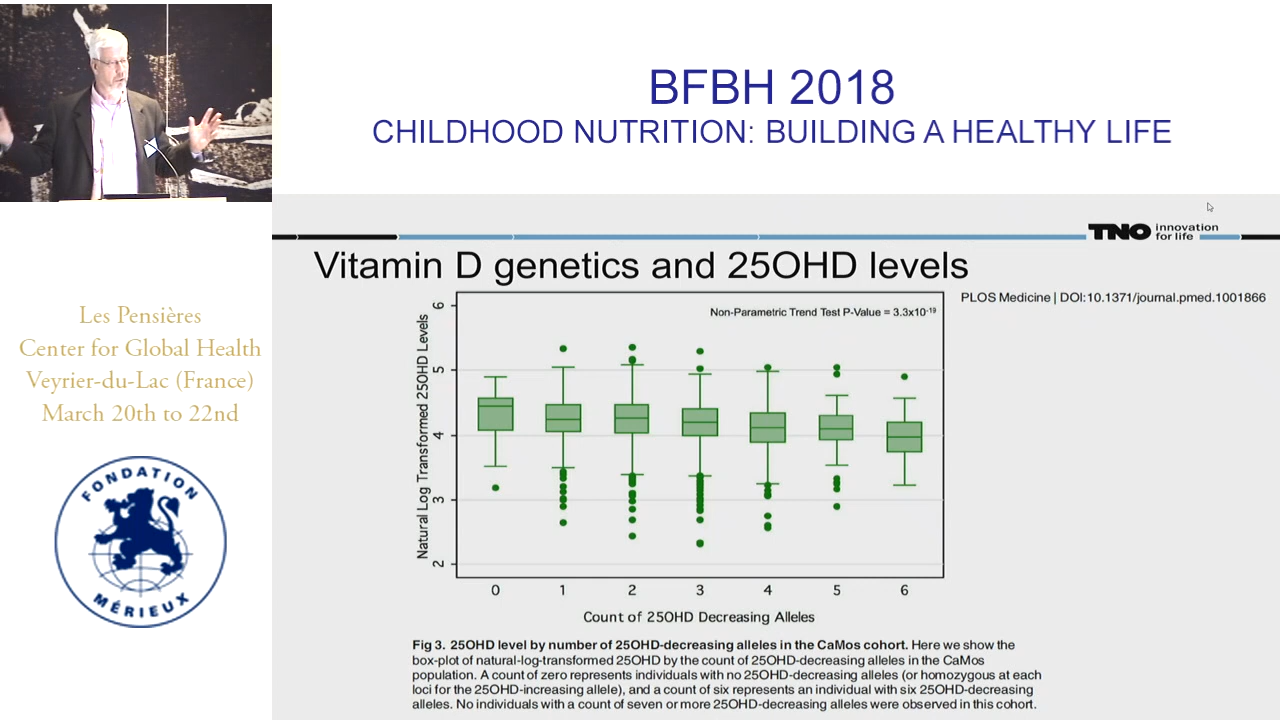 BFBH 2018
CHILDHOOD NUTRITION: BUILDING A HEALTHY LIFE
TNO innovation
for life
Vitamin D genetics and 25OHD levels
PLOS Medicine | DOI:10.1371/journal.pmed.1001866
Non-Parametric Trend Test P-Value = 3.3x10⁻¹⁹
Natural Log Transformed 25OHD Levels
6
5
4
3
2
0 1 2 3 4 5 6
Count of 25OHD Decreasing Alleles
Fig 3. 25OHD level by number of 25OHD-decreasing alleles in the CaMos cohort. Here we show the
box-plot of natural-log-transformed 25OHD by the count of 25OHD-decreasing alleles in the CaMos
population. A count of zero represents individuals with no 25OHD-decreasing alleles (or homozygous at each
loci for the 25OHD-increasing allele), and a count of six represents an individual with six 25OHD-decreasing
alleles. No individuals with a count of seven or more 25OHD-decreasing alleles were observed in this cohort.
Les Pensières
Center for Global Health
Veyrier-du-Lac (France)
March 20th to 22nd
FONDATION
MÉRIEUX